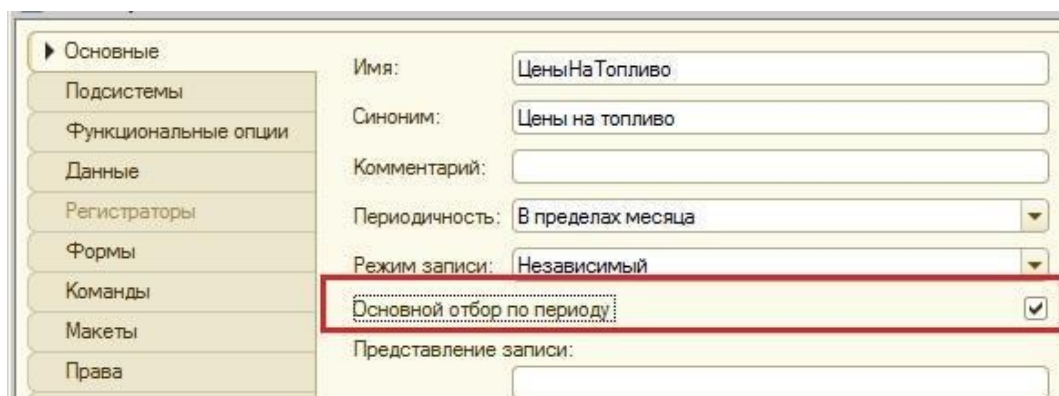 Основные
Подсистемы
Функциональные опции
Данные
Регистраторы
Формы
Команды
Макеты
Права
Имя: ЦеныНаТопливо
Синоним: Цены на топливо
Комментарий:
Периодичность: В пределах месяца
Режим записи: Независимый
Основной отбор по периоду
Представление записи: